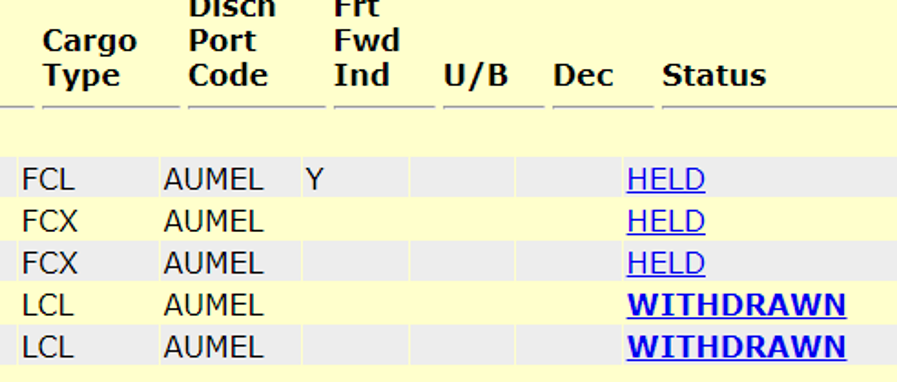 Disch Frt
Cargo Port Fwd
Type Code Ind U/B Dec Status
FCL AUMEL Y HELD
FCX AUMEL HELD
FCX AUMEL HELD
LCL AUMEL WITHDRAWN
LCL AUMEL WITHDRAWN